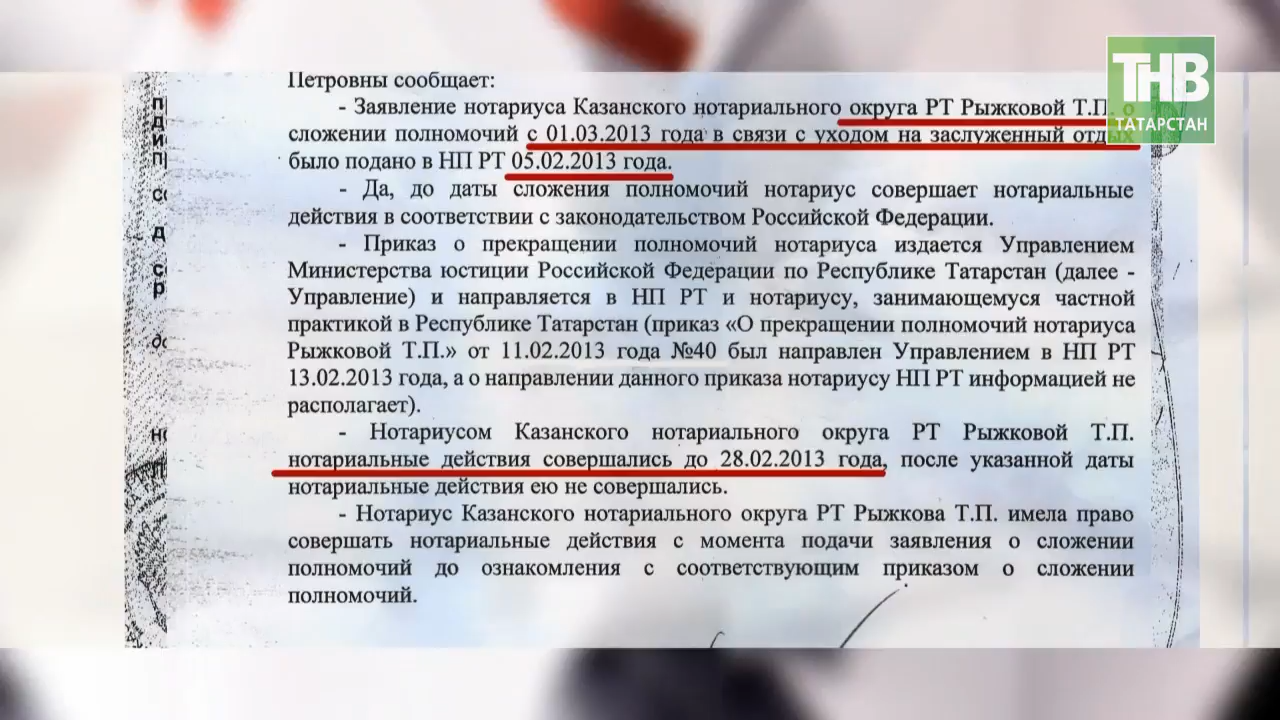 ТНВ
ТАТАРСТАН
Петровны сообщает:
- Заявление нотариуса Казанского нотариального округа РТ Рыжковой Т.П. о
сложении полномочий с 01.03.2013 года в связи с уходом на заслуженный отдых
было подано в НП РТ 05.02.2013 года.
- Да, до даты сложения полномочий нотариус совершает нотариальные
действия в соответствии с законодательством Российской Федерации.
- Приказ о прекращении полномочий нотариуса издается Управлением
Министерства юстиции Российской Федерации по Республике Татарстан (далее -
Управление) и направляется в НП РТ и нотариусу, занимающемуся частной
практикой в Республике Татарстан (приказ «О прекращении полномочий нотариуса
Рыжковой Т.П.» от 11.02.2013 года №40 был направлен Управлением в НП РТ
13.02.2013 года, а о направлении данного приказа нотариусу НП РТ информацией не
располагает).
- Нотариусом Казанского нотариального округа РТ Рыжковой Т.П.
нотариальные действия совершались до 28.02.2013 года, после указанной даты
нотариальные действия ею не совершались.
- Нотариус Казанского нотариального округа РТ Рыжкова Т.П. имела право
совершать нотариальные действия с момента подачи заявления о сложении
полномочий до ознакомления с соответствующим приказом о сложении
полномочий.